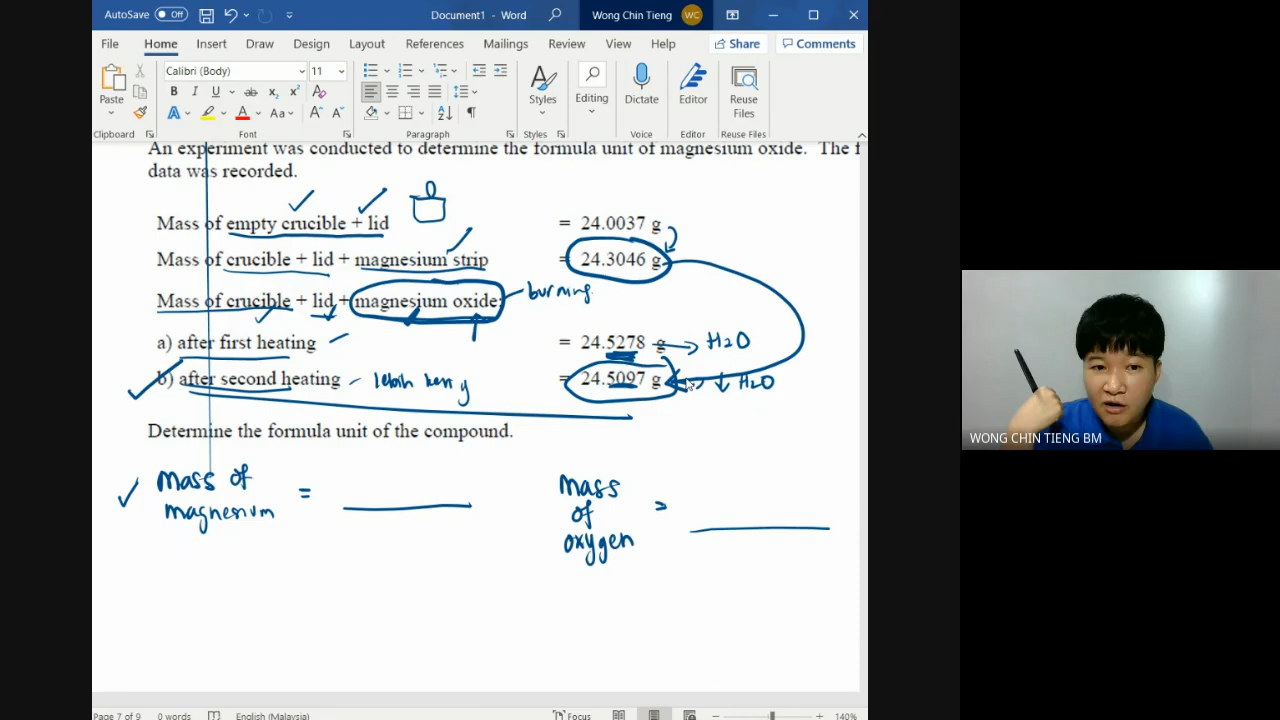 AutoSave Off Document1 - Word Wong Chin Tieng WC
File Home Insert Draw Design Layout References Mailings Review View Help Share Comments
Calibri (Body) 11
Paste B I U ab x₂ x² A Aa A A Styles Editing Dictate Editor Reuse Files
Clipboard Font Paragraph Styles Voice Editor Reuse Files
An experiment was conducted to determine the formula unit of magnesium oxide. The f
data was recorded.
Mass of empty crucible + lid = 24.0037 g
Mass of crucible + lid + magnesium strip = 24.3046 g
Mass of crucible + lid + magnesium oxide: burning
a) after first heating = 24.5278 g → H2O
b) after second heating - lebih = 24.5097 g → ↓ H2O
Determine the formula unit of the compound.
Mass of magnesium = Mass of oxygen =
WONG CHIN TIENG BM
Page 7 of 9 0 words English (Malaysia) Focus 140%